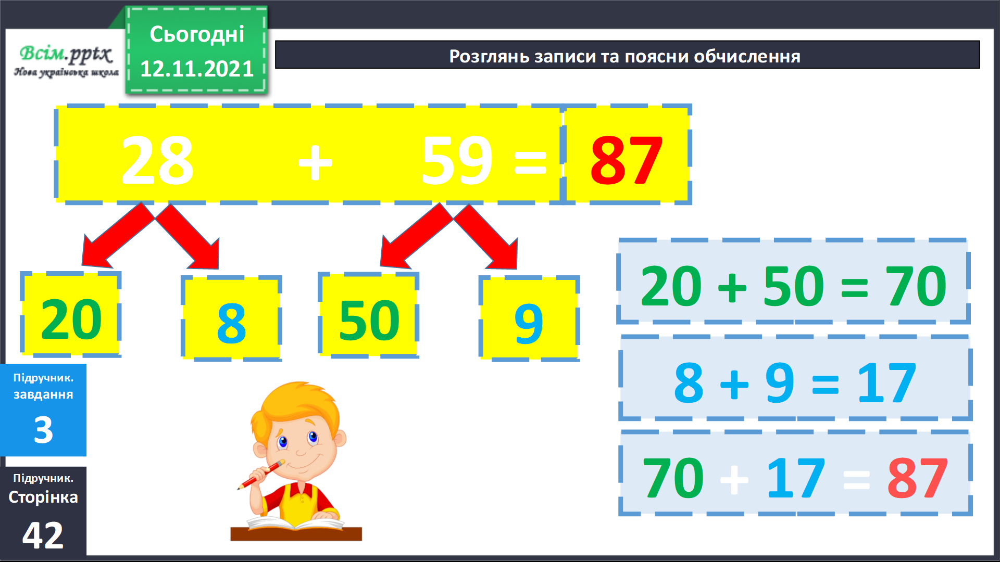 Всім.pptx
Нова українська школа
Сьогодні
12.11.2021
Розглянь записи та поясни обчислення
28 + 59 = 87
20 8 50 9
20 + 50 = 70
8 + 9 = 17
70 + 17 = 87
Підручник.
завдання
3
Підручник.
Сторінка
42